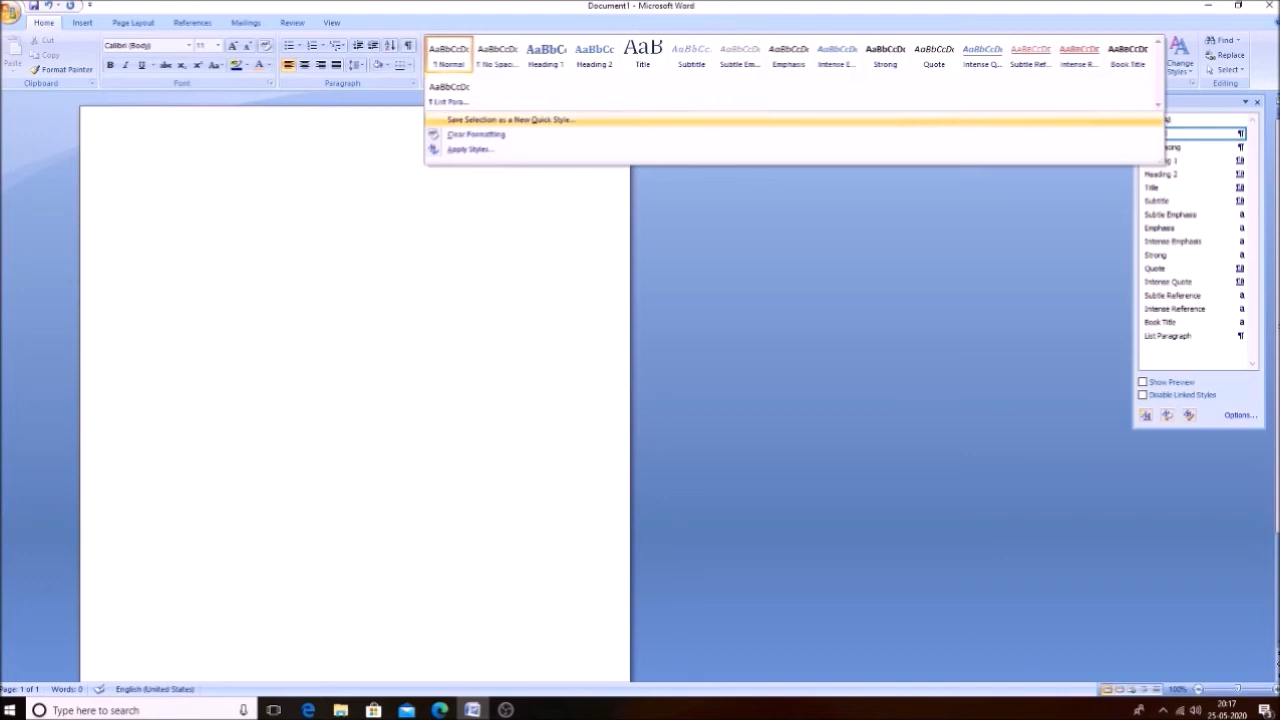 Document1 - Microsoft Word
Home Insert Page Layout References Mailings Review View
Cut
Copy
Paste
Format Painter
Clipboard
Calibri (Body) 11
Font
Paragraph
AaBbCcDc AaBbCcDc AaBbC AaBbCc AaB AaBbCc. AaBbCcDc AaBbCcDc AaBbCcDc AaBbCcDc AaBbCcDc AaBbCcDc AaBbCcDc AaBbCcDc AaBbCcDc
¶ Normal ¶ No Spaci... Heading 1 Heading 2 Title Subtitle Subtle Em... Emphasis Intense E... Strong Quote Intense Q... Subtle Ref... Intense R... Book Title
AaBbCcDc
¶ List Para...
Save Selection as a New Quick Style...
Clear Formatting
Apply Styles...
Change
Styles
Find
Replace
Select
Editing
Heading 2
Title
Subtitle
Subtle Emphasis
Emphasis
Intense Emphasis
Strong
Quote
Intense Quote
Subtle Reference
Intense Reference
Book Title
List Paragraph
Show Preview
Disable Linked Styles
Options...
Page: 1 of 1 Words: 0 English (United States) 100%
Type here to search
20:17
25-05-2020